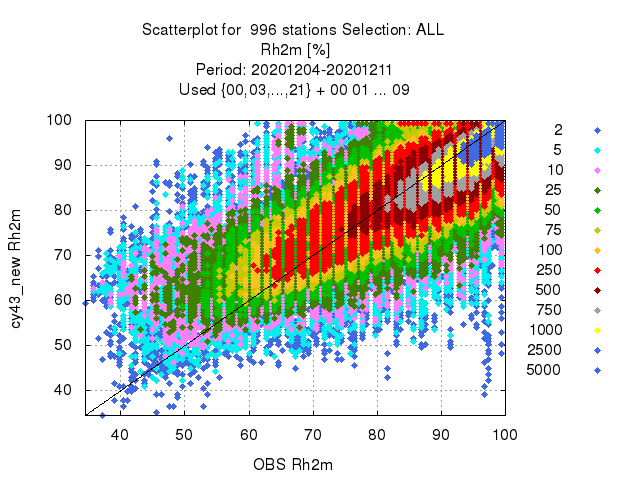 Scatterplot for  996 stations Selection: ALL
Rh2m [%]
Period: 20201204-20201211
Used {00,03,...,21} + 00 01 ... 09
100
90
80
70
60
50
40
cy43_new Rh2m
40 50 60 70 80 90 100
OBS Rh2m
2
5
10
25
50
75
100
250
500
750
1000
2500
5000